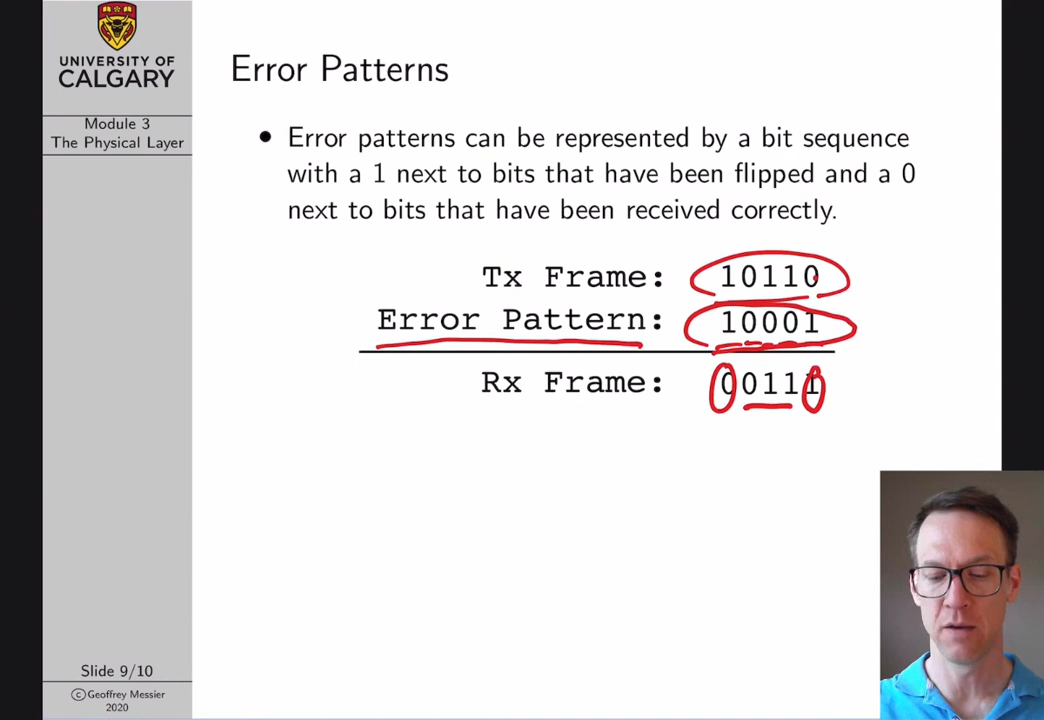 UNIVERSITY OF
CALGARY
Module 3
The Physical Layer
Error Patterns
• Error patterns can be represented by a bit sequence
with a 1 next to bits that have been flipped and a 0
next to bits that have been received correctly.
Tx Frame: 10110
Error Pattern: 10001
Rx Frame: 00111
Slide 9/10
©Geoffrey Messier
2020